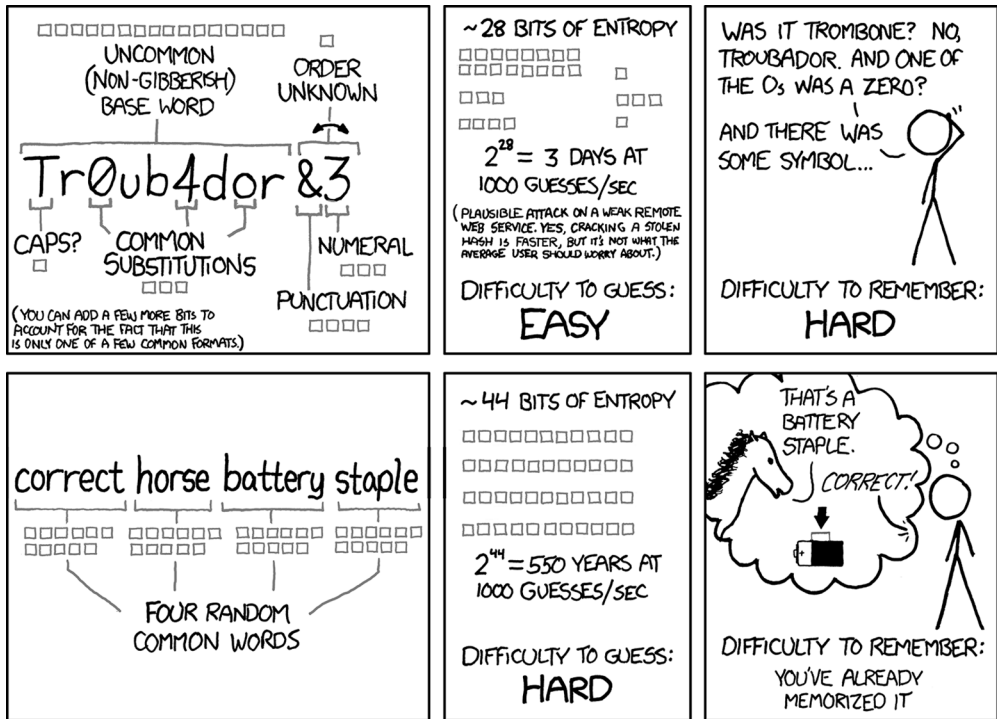 UNCOMMON
(NON-GIBBERISH)
BASE WORD
ORDER
UNKNOWN
Tr0ub4dor &3
CAPS?
COMMON
SUBSTITUTIONS
NUMERAL
PUNCTUATION
(YOU CAN ADD A FEW MORE BITS TO
ACCOUNT FOR THE FACT THAT THIS
IS ONLY ONE OF A FEW COMMON FORMATS.)
~28 BITS OF ENTROPY
2²⁸ = 3 DAYS AT
1000 GUESSES/SEC
(PLAUSIBLE ATTACK ON A WEAK REMOTE
WEB SERVICE. YES, CRACKING A STOLEN
HASH IS FASTER, BUT IT'S NOT WHAT THE
AVERAGE USER SHOULD WORRY ABOUT.)
DIFFICULTY TO GUESS:
EASY
WAS IT TROMBONE? NO,
TROUBADOR. AND ONE OF
THE Os WAS A ZERO?
AND THERE WAS
SOME SYMBOL...
DIFFICULTY TO REMEMBER:
HARD
correct horse battery staple
FOUR RANDOM
COMMON WORDS
~44 BITS OF ENTROPY
2⁴⁴ = 550 YEARS AT
1000 GUESSES/SEC
DIFFICULTY TO GUESS:
HARD
THAT'S A
BATTERY
STAPLE.
CORRECT!
+
DIFFICULTY TO REMEMBER:
YOU'VE ALREADY
MEMORIZED IT